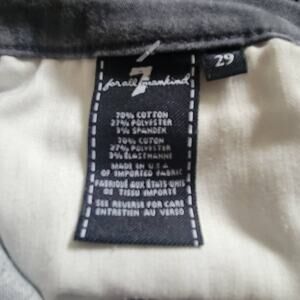 7
for all mankind
29
70% COTTON
27% POLYESTER
3% SPANDEX
70% COTON
27% POLYESTER
3% ELASTHANNE
MADE IN U.S.A
OF IMPORTED FABRIC
FABRIQUÉ AUX ÉTATS-UNIS
DE TISSU IMPORTÉ
SEE REVERSE FOR CARE
ENTRETIEN AU VERSO